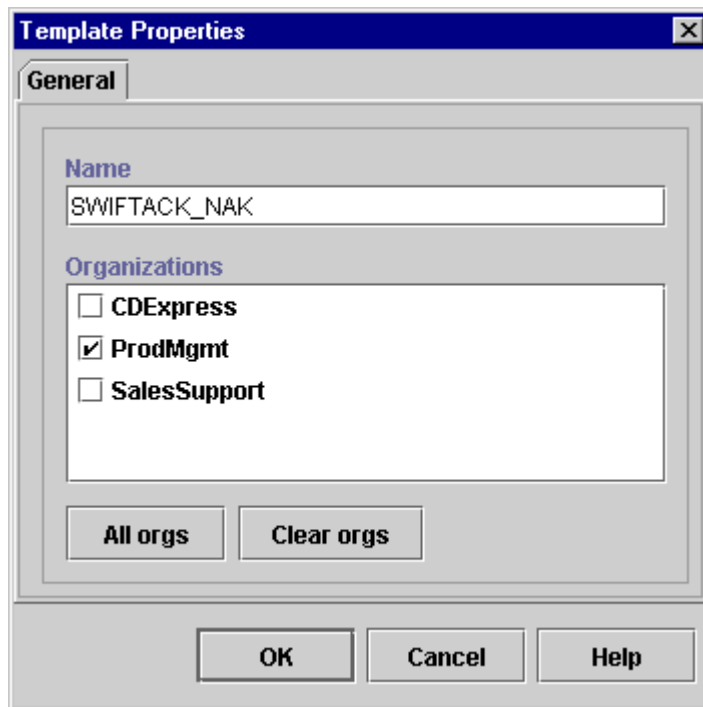 Template Properties
General
Name
SWIFTACK_NAK
Organizations
CDExpress
ProdMgmt
SalesSupport
All orgs Clear orgs
OK Cancel Help